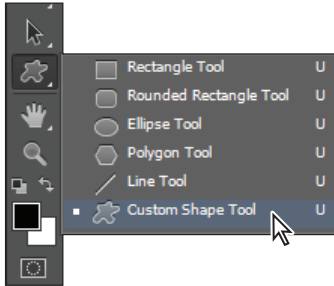 Rectangle Tool U
Rounded Rectangle Tool U
Ellipse Tool U
Polygon Tool U
Line Tool U
Custom Shape Tool U